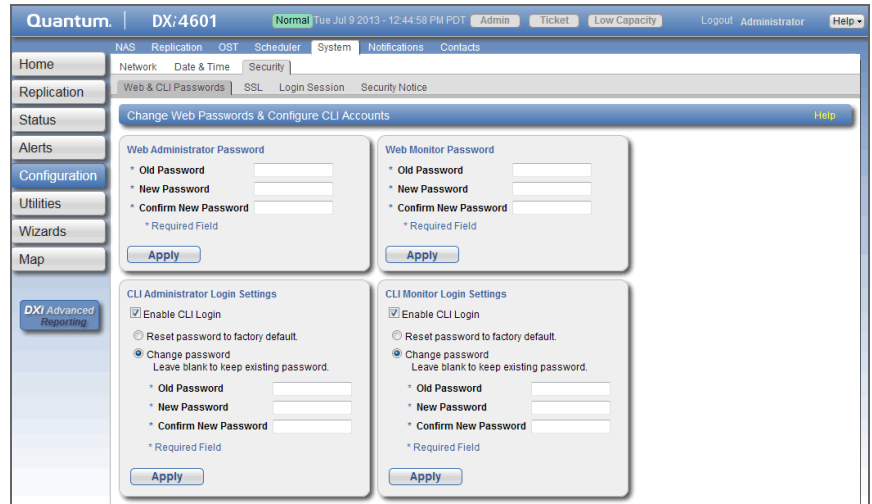 Quantum. DXi4601 Normal Tue Jul 9 2013 - 12:44:58 PM PDT Admin Ticket Low Capacity Logout Administrator Help
NAS Replication OST Scheduler System Notifications Contacts
Network Date & Time Security
Web & CLI Passwords SSL Login Session Security Notice
Home
Replication
Status
Alerts
Configuration
Utilities
Wizards
Map
DXi Advanced
Reporting
Change Web Passwords & Configure CLI Accounts Help
Web Administrator Password
* Old Password
* New Password
* Confirm New Password
* Required Field
Apply
Web Monitor Password
* Old Password
* New Password
* Confirm New Password
* Required Field
Apply
CLI Administrator Login Settings
Enable CLI Login
Reset password to factory default.
Change password
Leave blank to keep existing password.
* Old Password
* New Password
* Confirm New Password
* Required Field
Apply
CLI Monitor Login Settings
Enable CLI Login
Reset password to factory default.
Change password
Leave blank to keep existing password.
* Old Password
* New Password
* Confirm New Password
* Required Field
Apply